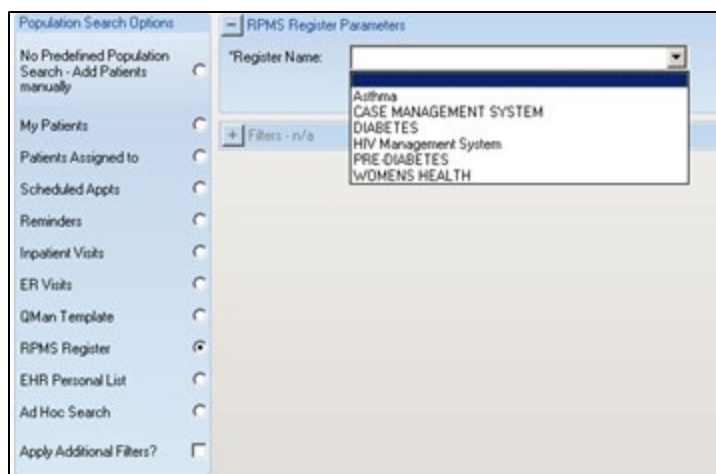 Population Search Options
No Predefined Population
Search - Add Patients
manually
My Patients
Patients Assigned to
Scheduled Appts
Reminders
Inpatient Visits
ER Visits
QMan Template
RPMS Register
EHR Personal List
Ad Hoc Search
Apply Additional Filters?
RPMS Register Parameters
*Register Name:
Asthma
CASE MANAGEMENT SYSTEM
DIABETES
HIV Management System
PRE-DIABETES
WOMENS HEALTH
Filters - n/a